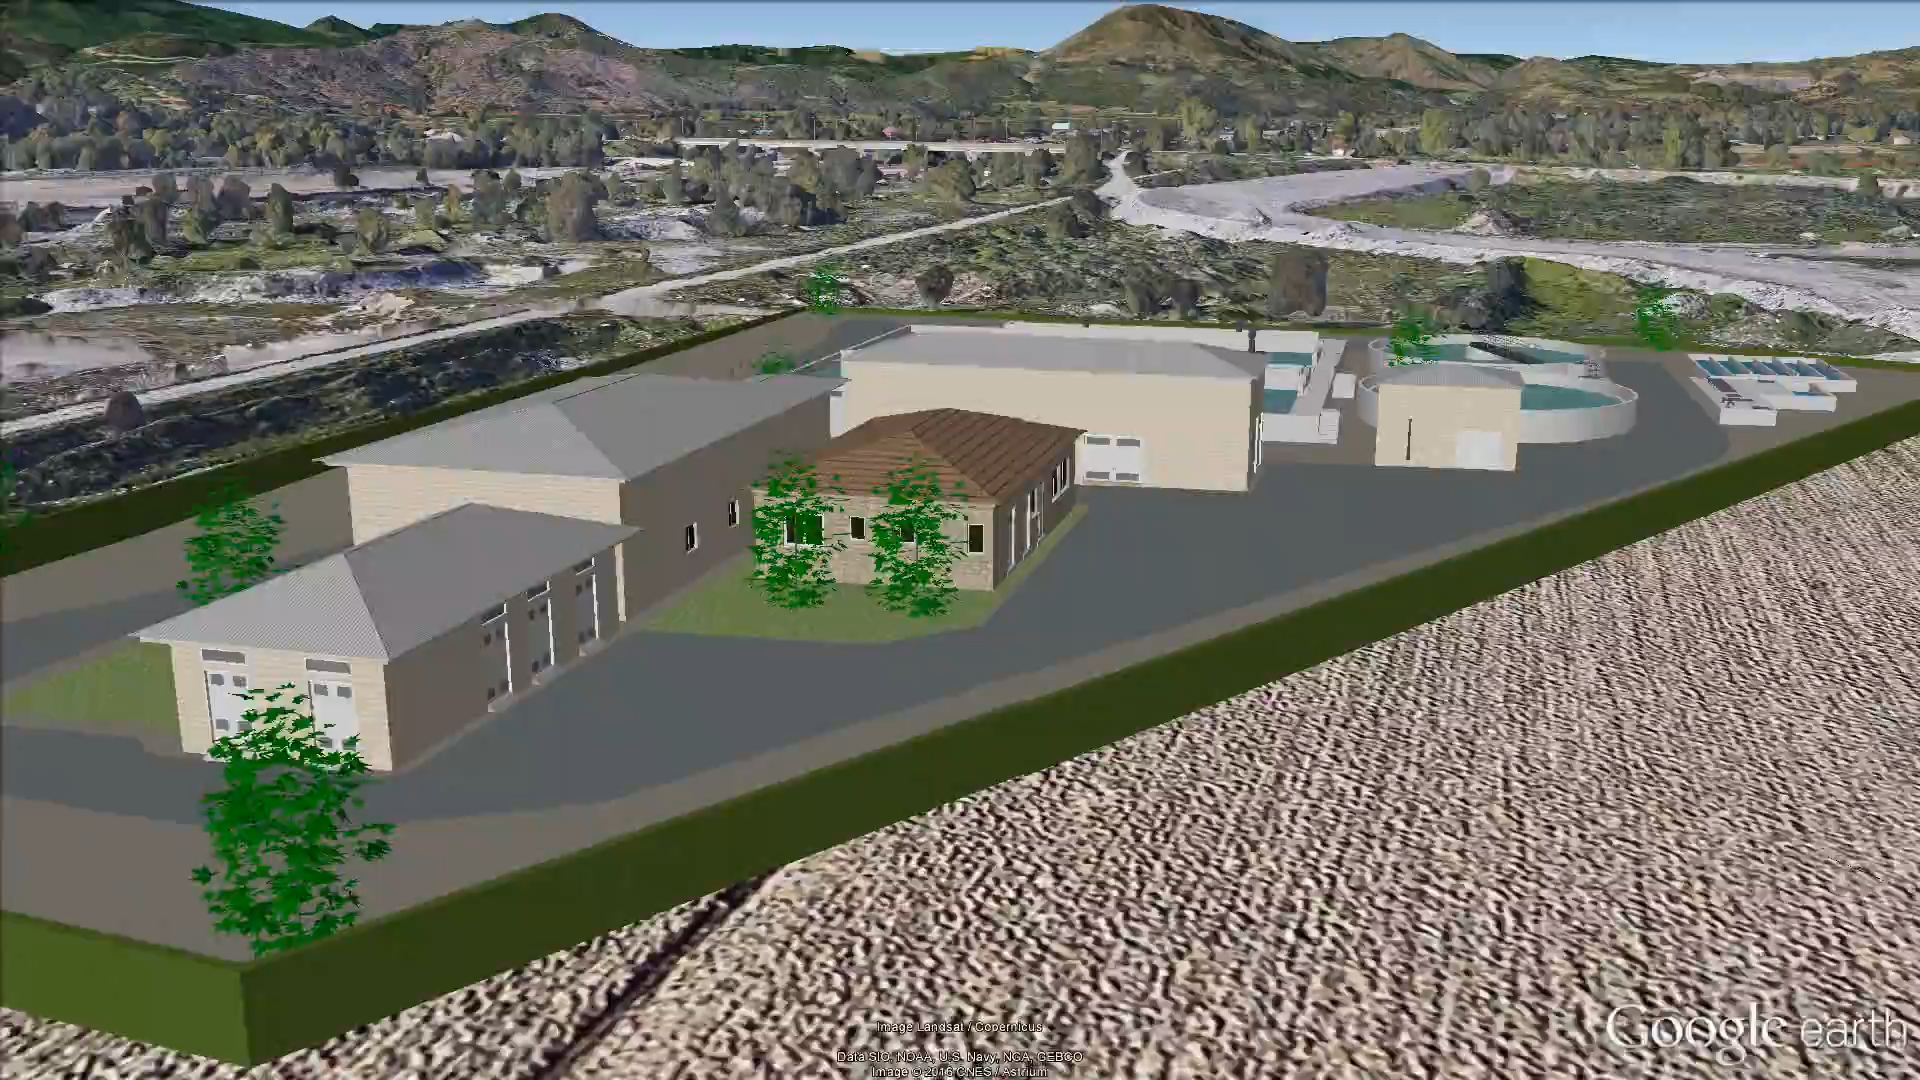 Image Landsat / Copernicus
Google earth
Data SIO, NOAA, U.S. Navy, NGA, GEBCO
Image © 2016 CNES / Astrium